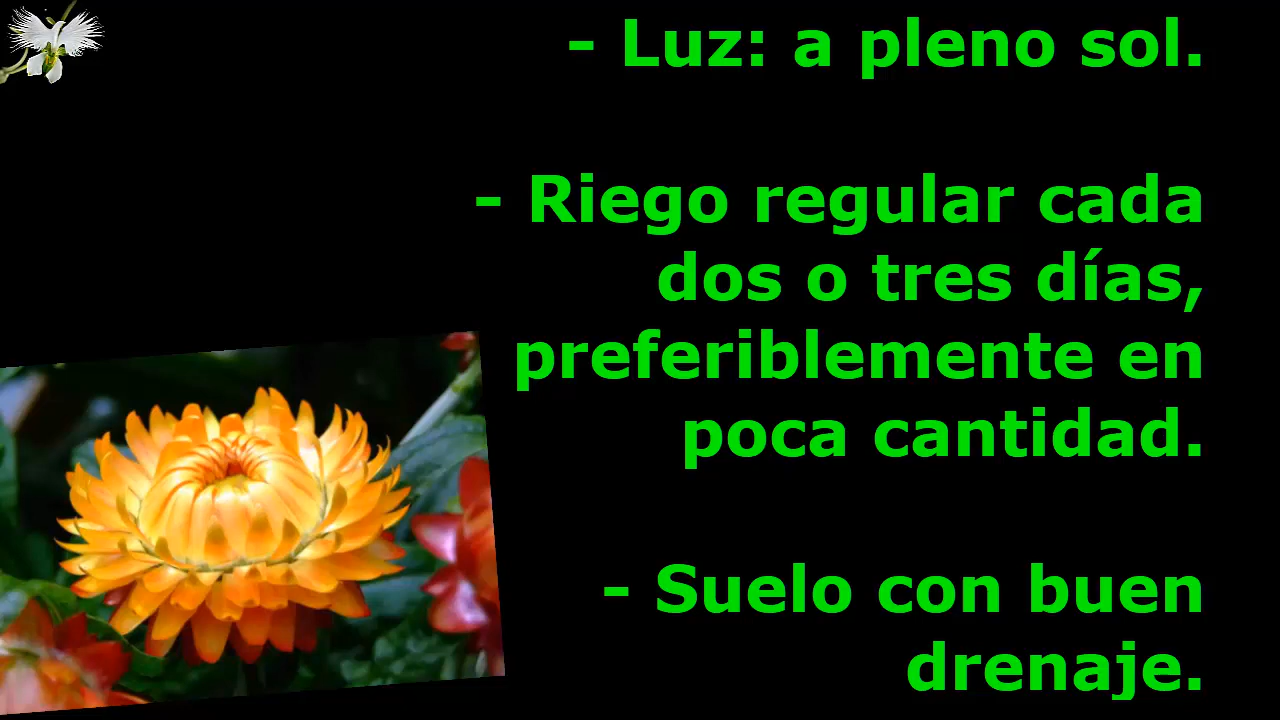 - Luz: a pleno sol.
- Riego regular cada
dos o tres días,
preferiblemente en
poca cantidad.
- Suelo con buen
drenaje.